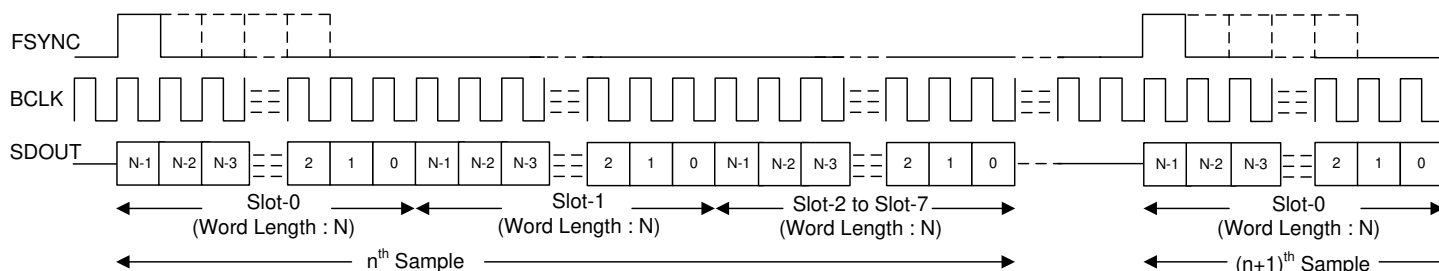 FSYNC
BCLK
SDOUT N-1 N-2 N-3 2 1 0 N-1 N-2 N-3 2 1 0 N-1 N-2 N-3 2 1 0 N-1 N-2 N-3 2 1 0
Slot-0 Slot-1 Slot-2 to Slot-7 Slot-0
(Word Length : N) (Word Length : N) (Word Length : N) (Word Length : N)
nth Sample (n+1)th Sample